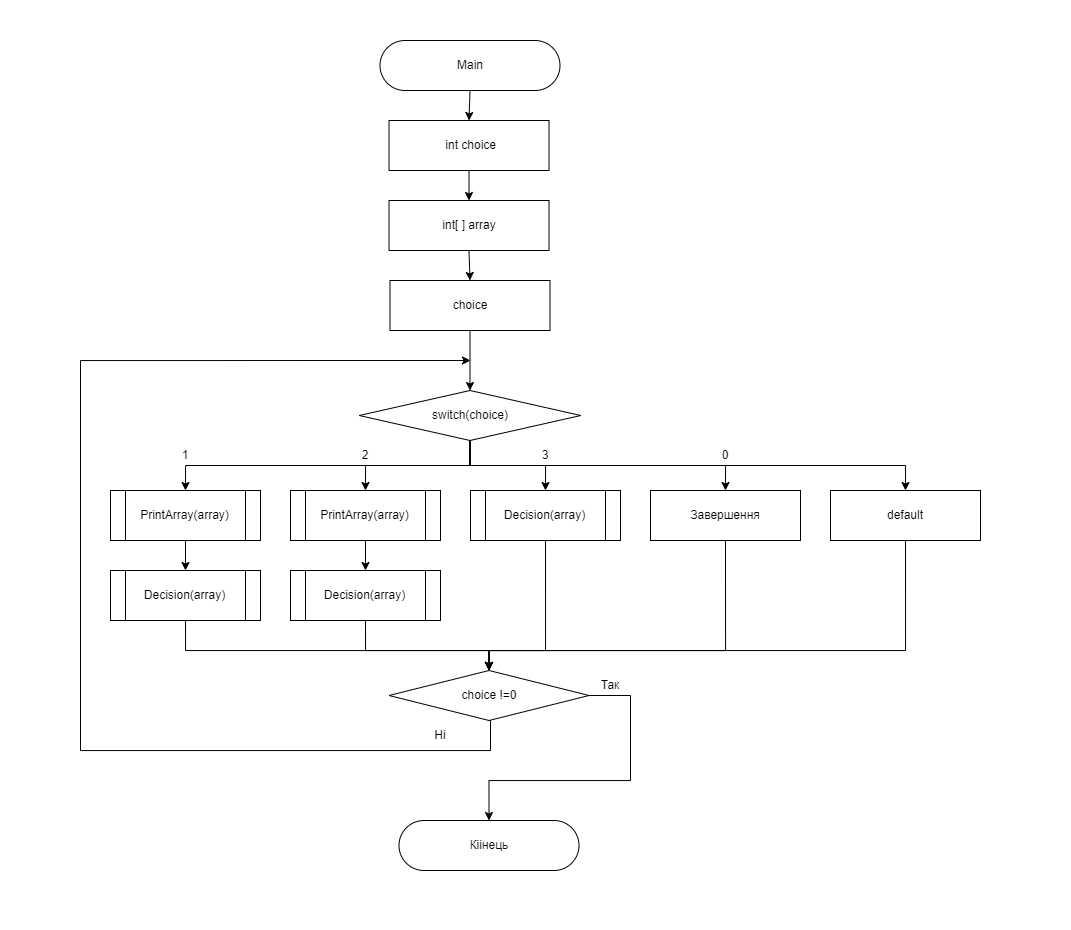 Main
int choice
int[ ] array
choice
switch(choice)
1
2
3
0
PrintArray(array)
PrintArray(array)
Decision(array)
Завершення
default
Decision(array)
Decision(array)
choice !=0
Так
Ні
Кіінець